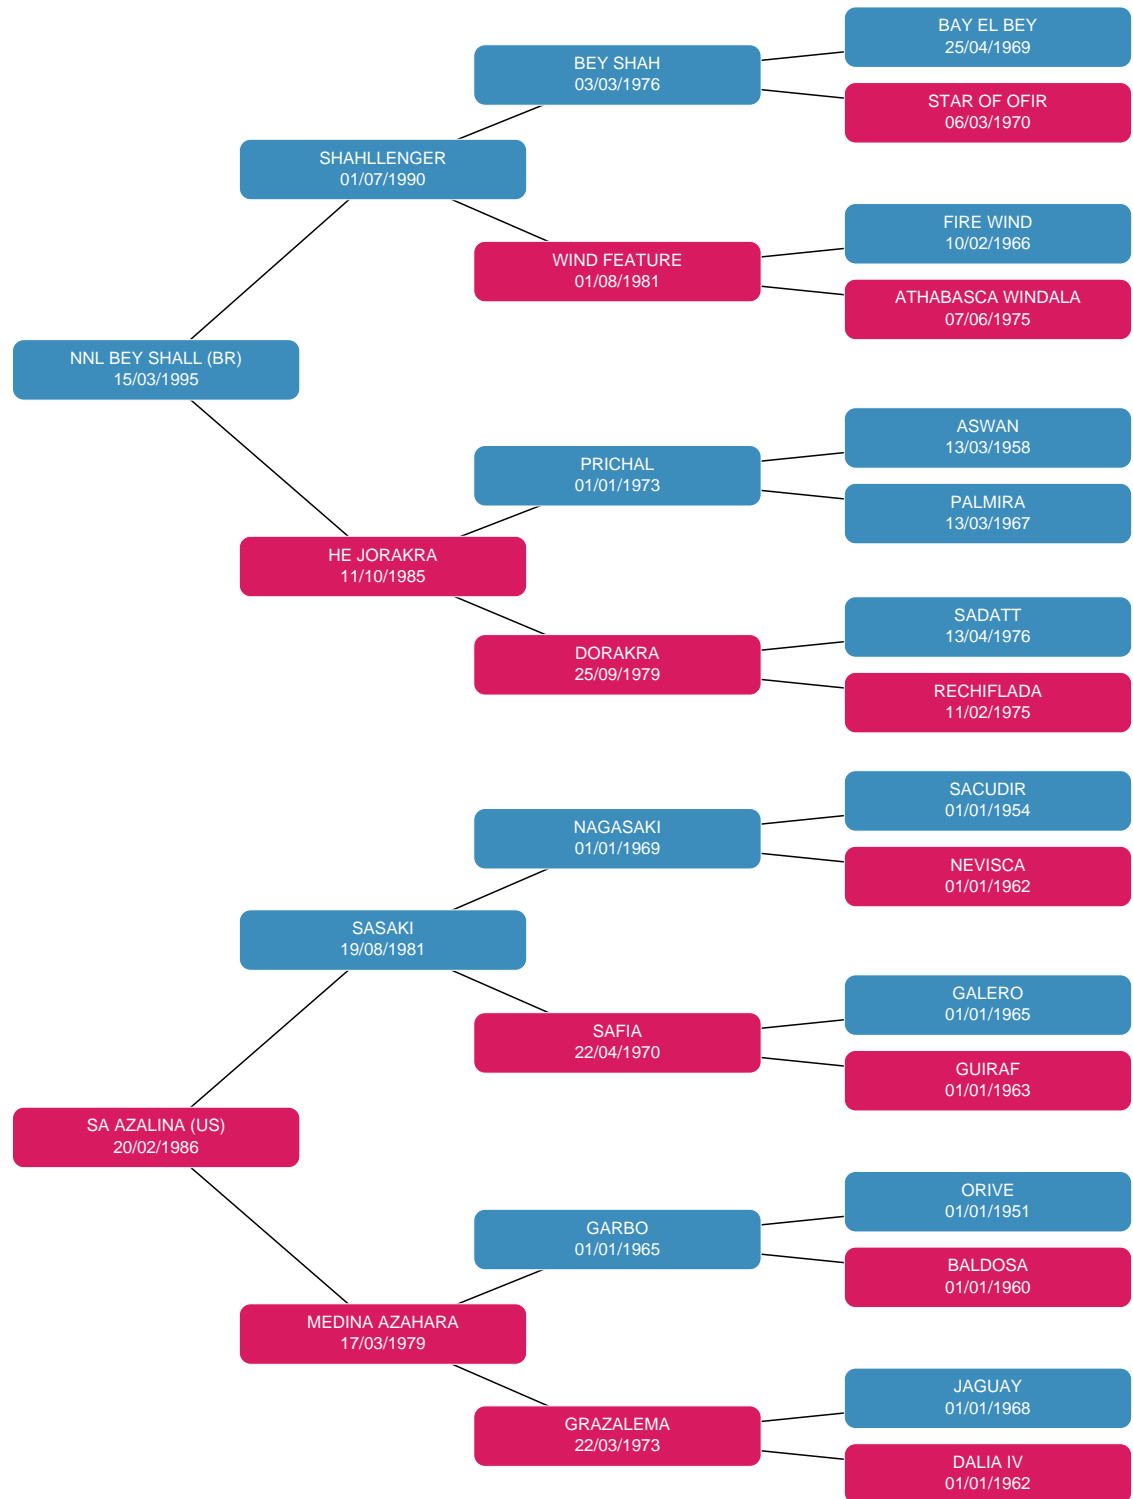 BAY EL BEY
25/04/1969
BEY SHAH
03/03/1976
STAR OF OFIR
06/03/1970
SHAHLLENGER
01/07/1990
FIRE WIND
10/02/1966
WIND FEATURE
01/08/1981
ATHABASCA WINDALA
07/06/1975
NNL BEY SHALL (BR)
15/03/1995
ASWAN
13/03/1958
PRICHAL
01/01/1973
PALMIRA
13/03/1967
HE JORAKRA
11/10/1985
SADATT
13/04/1976
DORAKRA
25/09/1979
RECHIFLADA
11/02/1975
SACUDIR
01/01/1954
NAGASAKI
01/01/1969
NEVISCA
01/01/1962
SASAKI
19/08/1981
GALERO
01/01/1965
SAFIA
22/04/1970
GUIRAF
01/01/1963
SA AZALINA (US)
20/02/1986
ORIVE
01/01/1951
GARBO
01/01/1965
BALDOSA
01/01/1960
MEDINA AZAHARA
17/03/1979
JAGUAY
01/01/1968
GRAZALEMA
22/03/1973
DALIA IV
01/01/1962